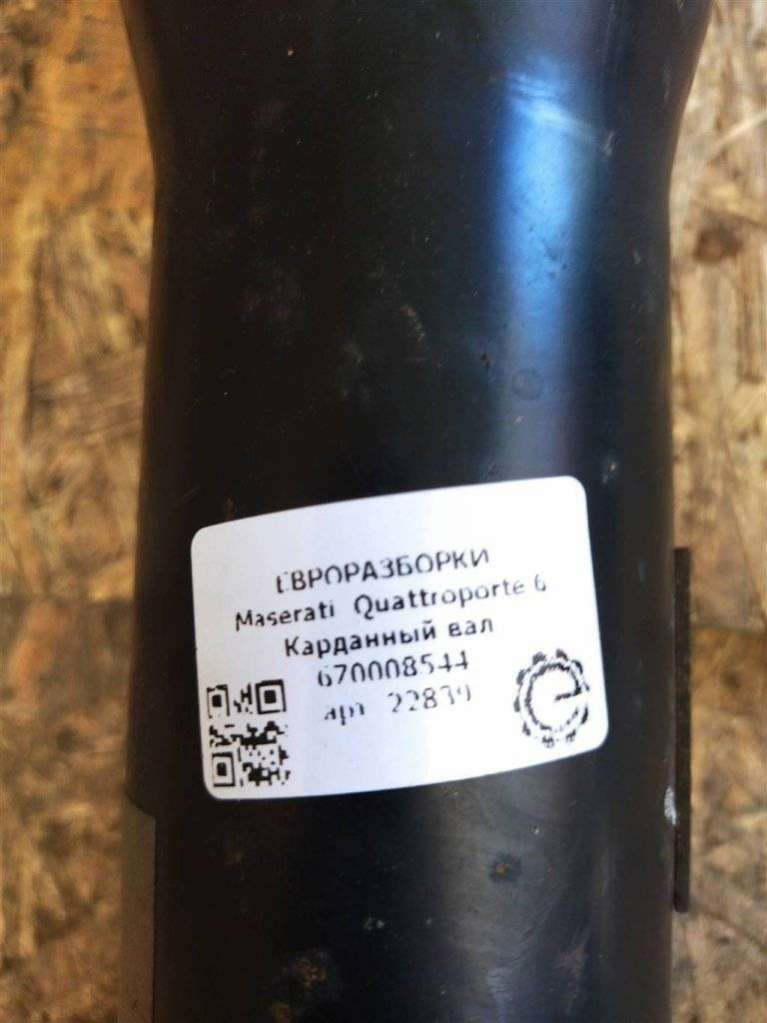 ЕВРОРАЗБОРКИ
Maserati Quattroporte 6
Карданный вал
670008544
арт 22839